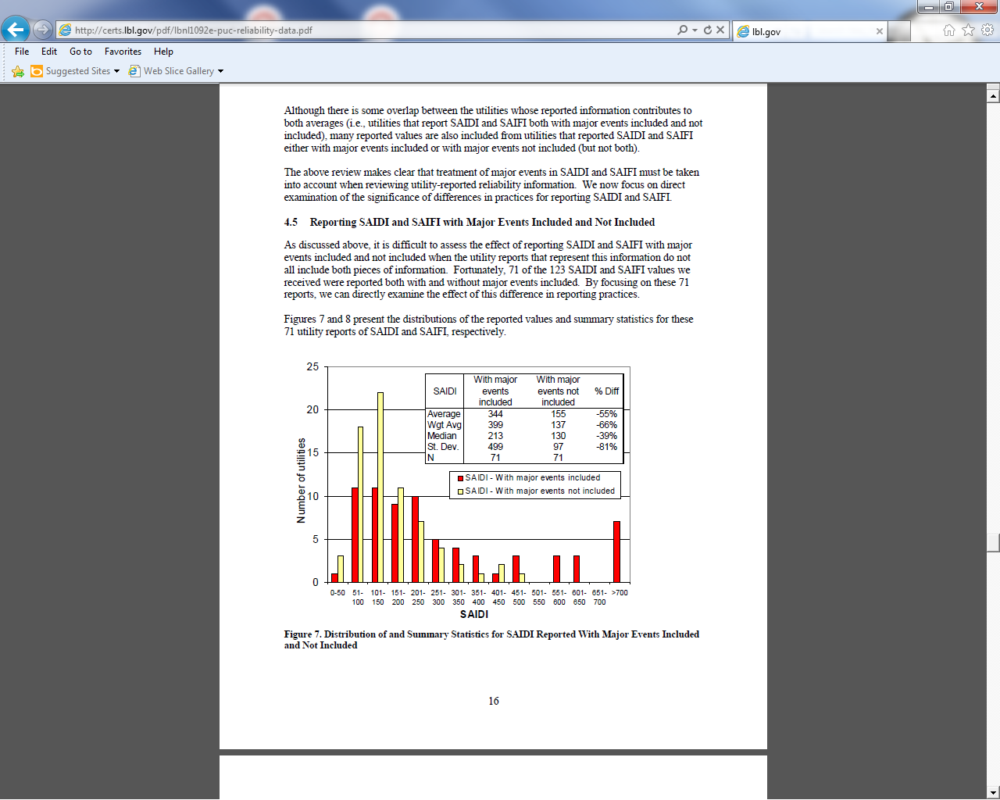 http://certs.lbl.gov/pdf/lbnl1092e-puc-reliability-data.pdf
lbl.gov
File Edit Go to Favorites Help
Suggested Sites Web Slice Gallery
Although there is some overlap between the utilities whose reported information contributes to
both averages (i.e., utilities that report SAIDI and SAIFI both with major events included and not
included), many reported values are also included from utilities that reported SAIDI and SAIFI
either with major events included or with major events not included (but not both).
The above review makes clear that treatment of major events in SAIDI and SAIFI must be taken
into account when reviewing utility-reported reliability information. We now focus on direct
examination of the significance of differences in practices for reporting SAIDI and SAIFI.
4.5 Reporting SAIDI and SAIFI with Major Events Included and Not Included
As discussed above, it is difficult to assess the effect of reporting SAIDI and SAIFI with major
events included and not included when the utility reports that represent this information do not
all include both pieces of information. Fortunately, 71 of the 123 SAIDI and SAIFI values we
received were reported both with and without major events included. By focusing on these 71
reports, we can directly examine the effect of this difference in reporting practices.
Figures 7 and 8 present the distributions of the reported values and summary statistics for these
71 utility reports of SAIDI and SAIFI, respectively.
Number of utilities
25
20
15
10
5
0
SAIDI With major events included With major events not included % Diff
Average 344 155 -55%
Wgt Avg 399 137 -66%
Median 213 130 -39%
St. Dev. 499 97 -81%
N 71 71
SAIDI - With major events included
SAIDI - With major events not included
0-50 51-100 101-150 151-200 201-250 251-300 301-350 351-400 401-450 451-500 501-550 551-600 601-650 651-700 >700
SAIDI
Figure 7. Distribution of and Summary Statistics for SAIDI Reported With Major Events Included
and Not Included
16